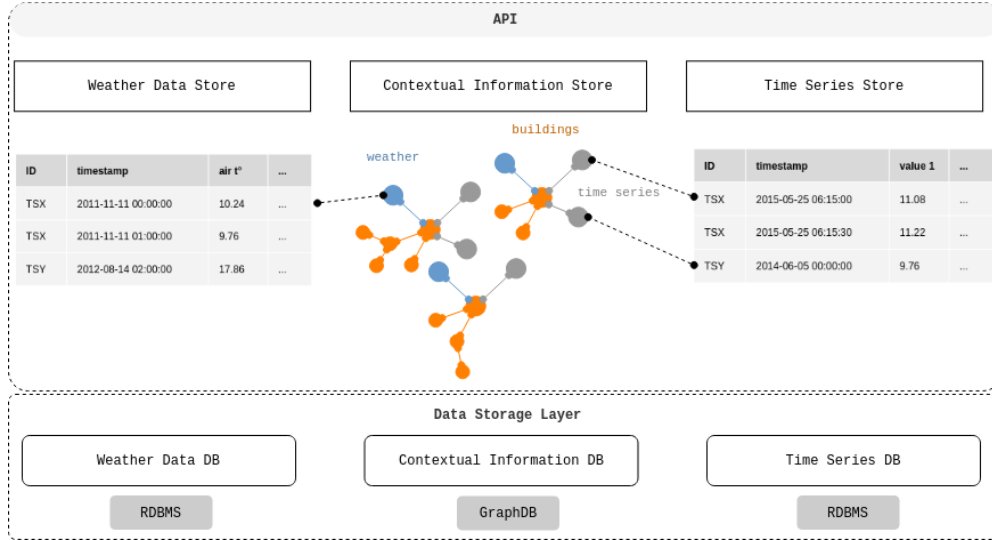 API
Weather Data Store
Contextual Information Store
Time Series Store
buildings
weather
time series
ID timestamp air t° ...
TSX 2011-11-11 00:00:00 10.24 ...
TSX 2011-11-11 01:00:00 9.76 ...
TSY 2012-08-14 02:00:00 17.86 ...
ID timestamp value 1 ...
TSX 2015-05-25 06:15:00 11.08 ...
TSX 2015-05-25 06:15:30 11.22 ...
TSY 2014-06-05 00:00:00 9.76 ...
Data Storage Layer
Weather Data DB
Contextual Information DB
Time Series DB
RDBMS
GraphDB
RDBMS